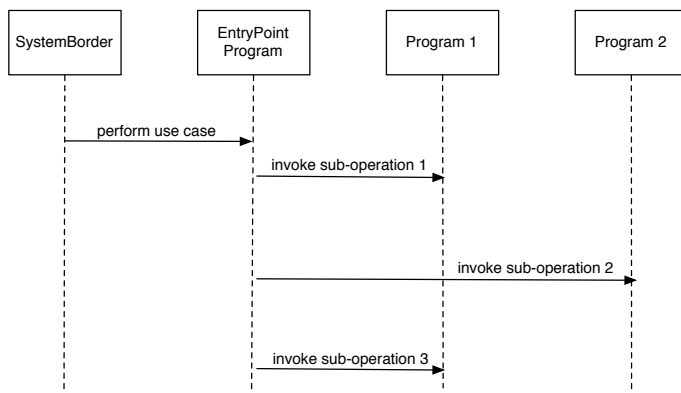 SystemBorder
EntryPoint
Program
Program 1
Program 2
perform use case
invoke sub-operation 1
invoke sub-operation 2
invoke sub-operation 3